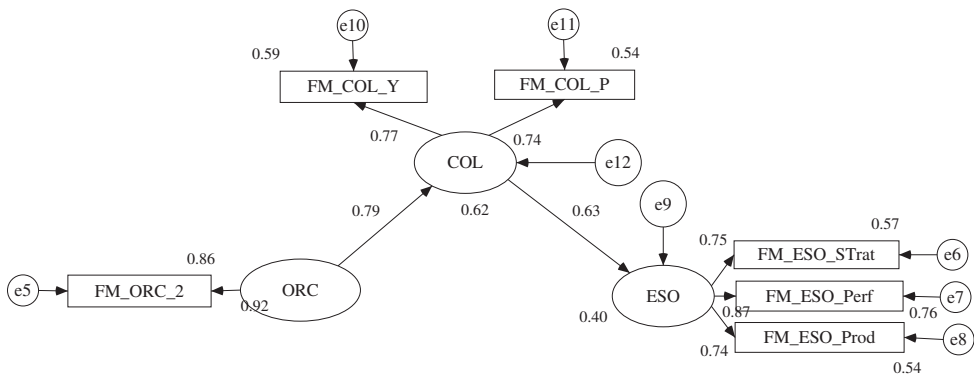 e10
e11
0.59
0.54
FM_COL_Y
FM_COL_P
0.77
0.74
COL
e12
0.79
0.62
0.63
e9
0.57
0.75
0.86
FM_ESO_STrat
e6
e5
FM_ORC_2
0.92
ORC
ESO
FM_ESO_Perf
e7
0.40
0.87
0.76
FM_ESO_Prod
e8
0.74
0.54